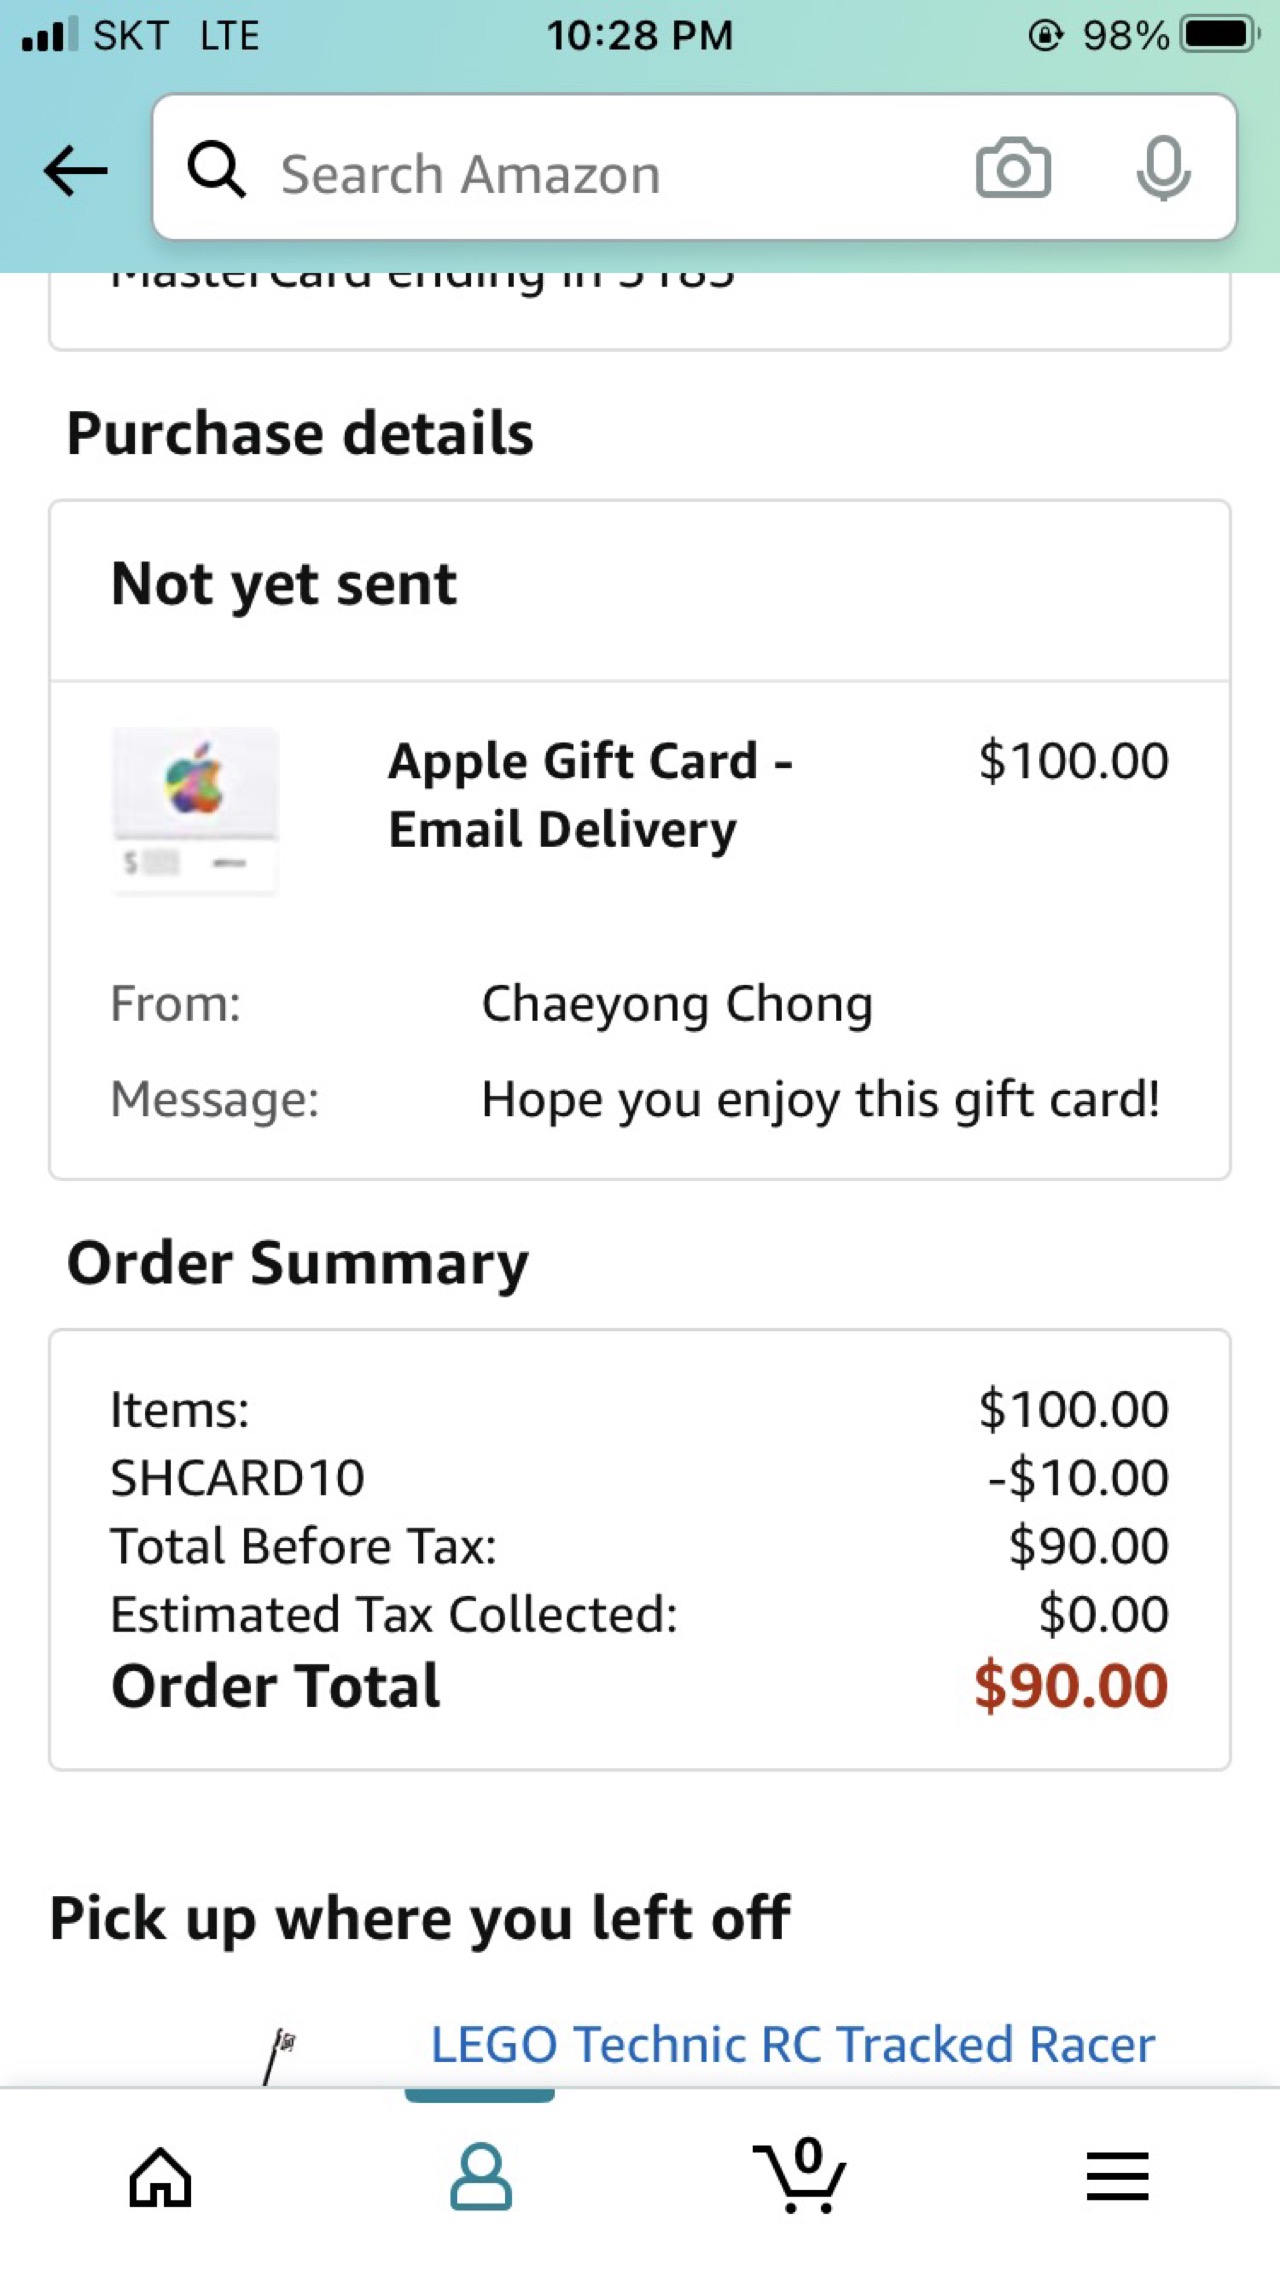 SKT LTE 10:28 PM 98%
Search Amazon
MasterCard ending in 5185
Purchase details
Not yet sent
Apple Gift Card - $100.00
Email Delivery
$
From: Chaeyong Chong
Message: Hope you enjoy this gift card!
Order Summary
Items: $100.00
SHCARD10 -$10.00
Total Before Tax: $90.00
Estimated Tax Collected: $0.00
Order Total $90.00
Pick up where you left off
LEGO Technic RC Tracked Racer
0